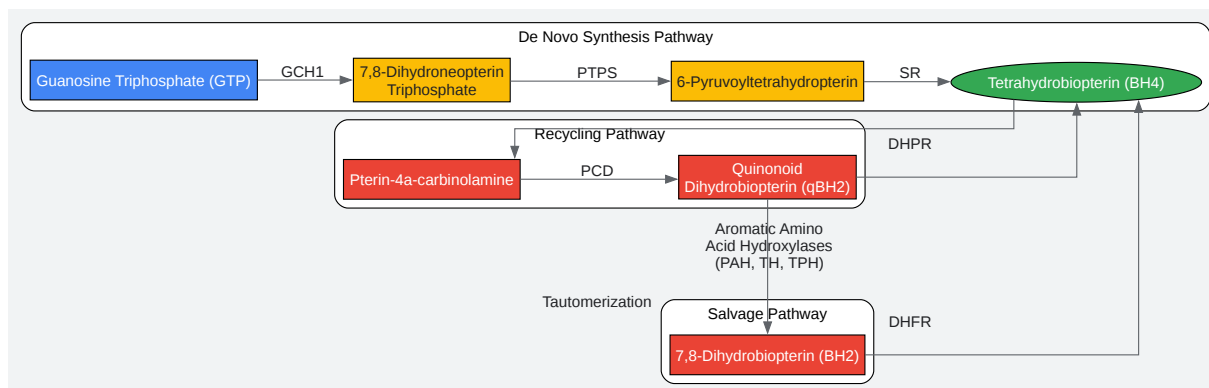 De Novo Synthesis Pathway
Guanosine Triphosphate (GTP)
GCH1
7,8-Dihydroneopterin
Triphosphate
PTPS
6-Pyruvoyltetrahydropterin
SR
Tetrahydrobiopterin (BH4)
Recycling Pathway
DHPR
Pterin-4a-carbinolamine
PCD
Quinonoid
Dihydrobiopterin (qBH2)
Aromatic Amino
Acid Hydroxylases
(PAH, TH, TPH)
Tautomerization
Salvage Pathway
DHFR
7,8-Dihydrobiopterin (BH2)